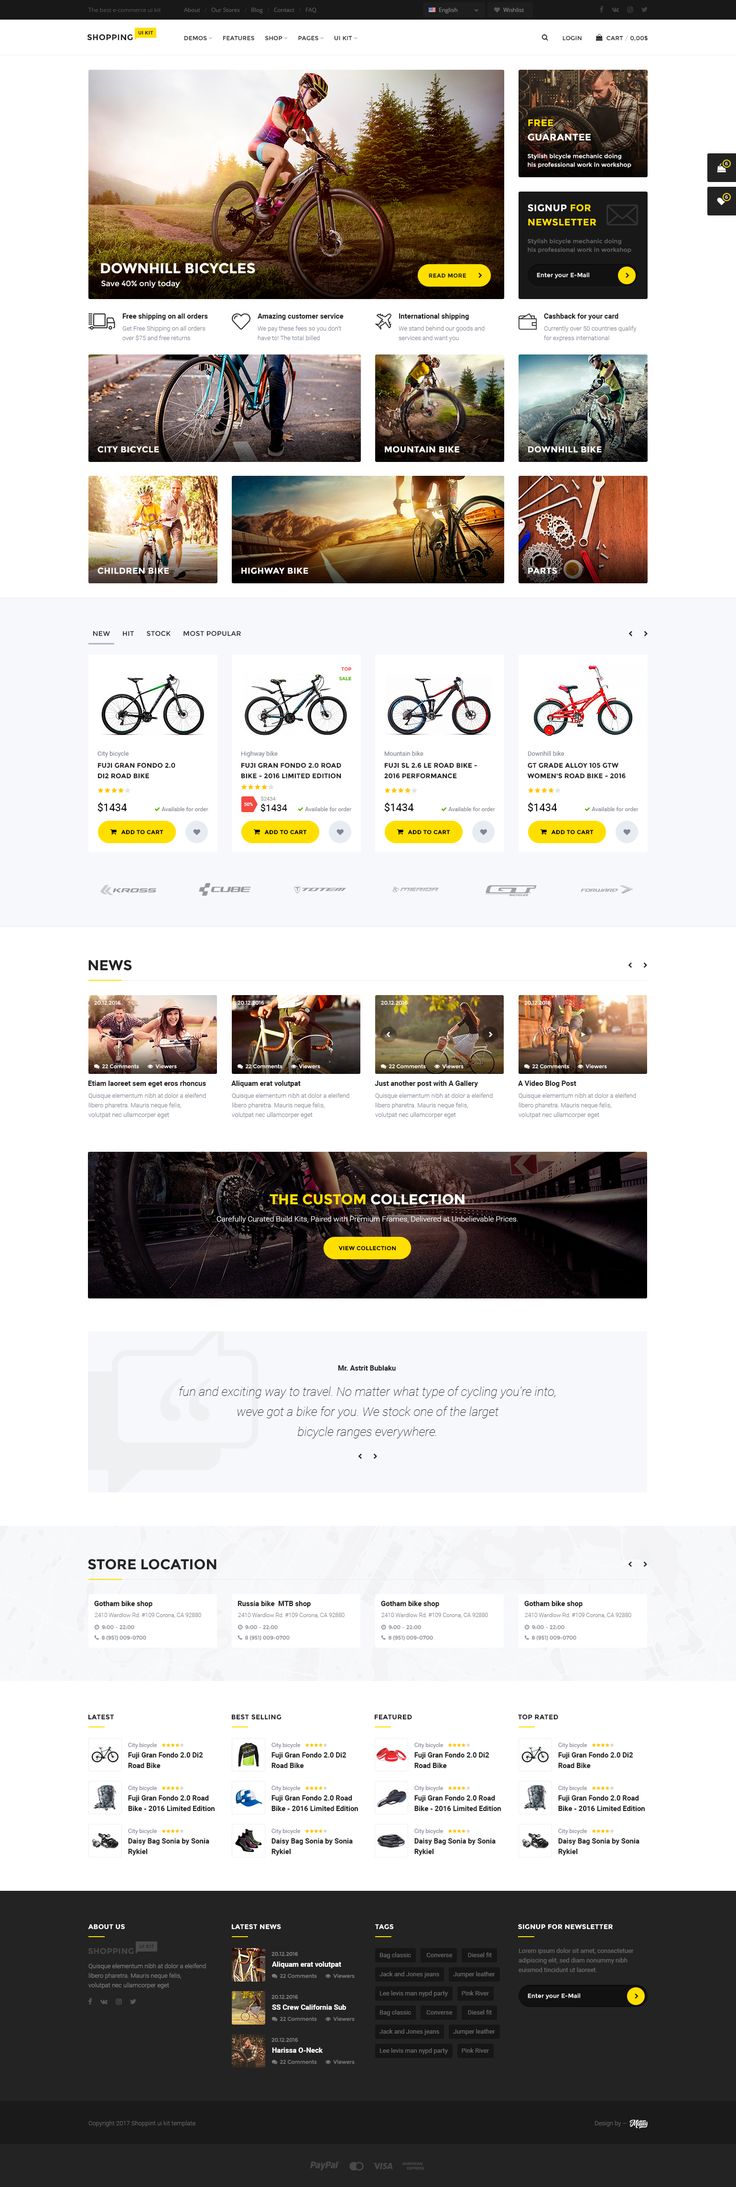 The best e-commerce ui kit
About / Our Stores / Blog / Contact / FAQ
English
Wishlist
SHOPPING UI KIT
DEMOS FEATURES SHOP PAGES UI KIT
LOGIN CART / 0,00$
DOWNHILL BICYCLES
Save 40% only today
READ MORE
FREE
GUARANTEE
Stylish bicycle mechanic doing
his professional work in workshop
SIGNUP FOR
NEWSLETTER
Stylish bicycle mechanic doing
his professional work in workshop
Enter your E-Mail
Free shipping on all orders
Get Free Shipping on all orders
over $75 and free returns
Amazing customer service
We pay these fees so you don't
have to! The total billed
International shipping
We stand behind our goods and
services and want you
Cashback for your card
Currently over 50 countries qualify
for express international
CITY BICYCLE
MOUNTAIN BIKE
DOWNHILL BIKE
CHILDREN BIKE
HIGHWAY BIKE
PARTS
NEW HIT STOCK MOST POPULAR
City bicycle
FUJI GRAN FONDO 2.0
DI2 ROAD BIKE
$1434
Available for order
ADD TO CART
TOP
SALE
Highway bike
FUJI GRAN FONDO 2.0 ROAD
BIKE - 2016 LIMITED EDITION
50%
$2434
$1434
Available for order
ADD TO CART
Mountain bike
FUJI SL 2.6 LE ROAD BIKE -
2016 PERFORMANCE
$1434
Available for order
ADD TO CART
Downhill bike
GT GRADE ALLOY 105 GTW
WOMEN'S ROAD BIKE - 2016
$1434
Available for order
ADD TO CART
KROSS
CUBE
TOTEM
MERIDA
GT
BICYCLES
FORWARD
NEWS
20.12.2016
22 Comments Viewers
Etiam laoreet sem eget eros rhoncus
Quisque elementum nibh at dolor a eleifend
libero pharetra. Mauris neque felis,
volutpat nec ullamcorper eget
20.12.2016
22 Comments Viewers
Aliquam erat volutpat
Quisque elementum nibh at dolor a eleifend
libero pharetra. Mauris neque felis,
volutpat nec ullamcorper eget
20.12.2016
22 Comments Viewers
Just another post with A Gallery
Quisque elementum nibh at dolor a eleifend
libero pharetra. Mauris neque felis,
volutpat nec ullamcorper eget
20.12.2016
22 Comments Viewers
A Video Blog Post
Quisque elementum nibh at dolor a eleifend
libero pharetra. Mauris neque felis,
volutpat nec ullamcorper eget
THE CUSTOM COLLECTION
Carefully Curated Build Kits, Paired with Premium Frames, Delivered at Unbelievable Prices.
VIEW COLLECTION
Mr. Astrit Bublaku
fun and exciting way to travel. No matter what type of cycling you're into,
weve got a bike for you. We stock one of the larget
bicycle ranges everywhere.
STORE LOCATION
Gotham bike shop
2410 Wardlow Rd. #109 Corona, CA 92880
9:00 - 22:00
8 (951) 009-0700
Russia bike MTB shop
2410 Wardlow Rd. #109 Corona, CA 92880
9:00 - 22:00
8 (951) 009-0700
Gotham bike shop
2410 Wardlow Rd. #109 Corona, CA 92880
9:00 - 22:00
8 (951) 009-0700
Gotham bike shop
2410 Wardlow Rd. #109 Corona, CA 92880
9:00 - 22:00
8 (951) 009-0700
LATEST
City bicycle
Fuji Gran Fondo 2.0 Di2
Road Bike
City bicycle
Fuji Gran Fondo 2.0 Road
Bike - 2016 Limited Edition
City bicycle
Daisy Bag Sonia by Sonia
Rykiel
BEST SELLING
City bicycle
Fuji Gran Fondo 2.0 Di2
Road Bike
City bicycle
Fuji Gran Fondo 2.0 Road
Bike - 2016 Limited Edition
City bicycle
Daisy Bag Sonia by Sonia
Rykiel
FEATURED
City bicycle
Fuji Gran Fondo 2.0 Di2
Road Bike
City bicycle
Fuji Gran Fondo 2.0 Road
Bike - 2016 Limited Edition
City bicycle
Daisy Bag Sonia by Sonia
Rykiel
TOP RATED
City bicycle
Fuji Gran Fondo 2.0 Di2
Road Bike
City bicycle
Fuji Gran Fondo 2.0 Road
Bike - 2016 Limited Edition
City bicycle
Daisy Bag Sonia by Sonia
Rykiel
ABOUT US
SHOPPING UI KIT
Quisque elementum nibh at dolor a eleifend
libero pharetra. Mauris neque felis,
volutpat nec ullamcorper eget
LATEST NEWS
20.12.2016
Aliquam erat volutpat
22 Comments Viewers
20.12.2016
SS Crew California Sub
22 Comments Viewers
20.12.2016
Harissa O-Neck
22 Comments Viewers
TAGS
Bag classic Converse Diesel fit
Jack and Jones jeans Jumper leather
Lee levis man nypd party Pink River
Bag classic Converse Diesel fit
Jack and Jones jeans Jumper leather
Lee levis man nypd party Pink River
SIGNUP FOR NEWSLETTER
Lorem ipsum dolor sit amet, consectetuer
adipiscing elit, sed diam nonummy nibh
euismod tincidunt ut laoreet.
Enter your E-Mail
Copyright 2017 Shoppint ui kit template
Design by –
PayPal
VISA